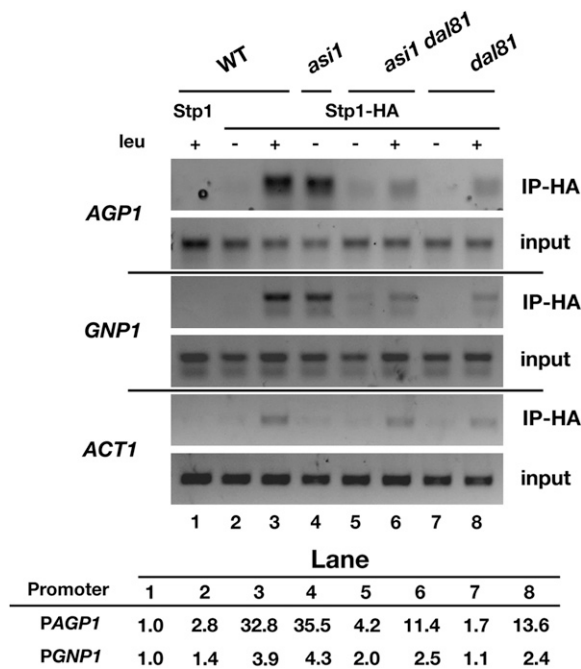 WT asi1 asi1 dal81 dal81
Stp1 Stp1-HA
leu + - + - - + - +
AGP1 IP-HA
input
GNP1 IP-HA
input
ACT1 IP-HA
input
1 2 3 4 5 6 7 8
Lane
Promoter 1 2 3 4 5 6 7 8
PAGP1 1.0 2.8 32.8 35.5 4.2 11.4 1.7 13.6
PGNP1 1.0 1.4 3.9 4.3 2.0 2.5 1.1 2.4